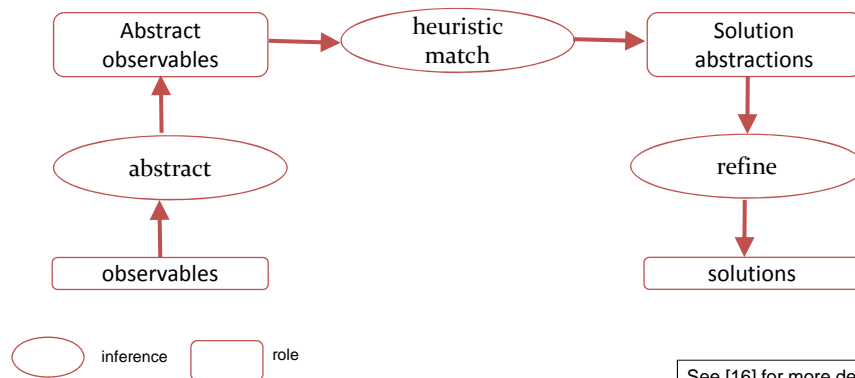 Abstract
observables
heuristic
match
Solution
abstractions
abstract
refine
observables
solutions
inference
role
See [16] for more de